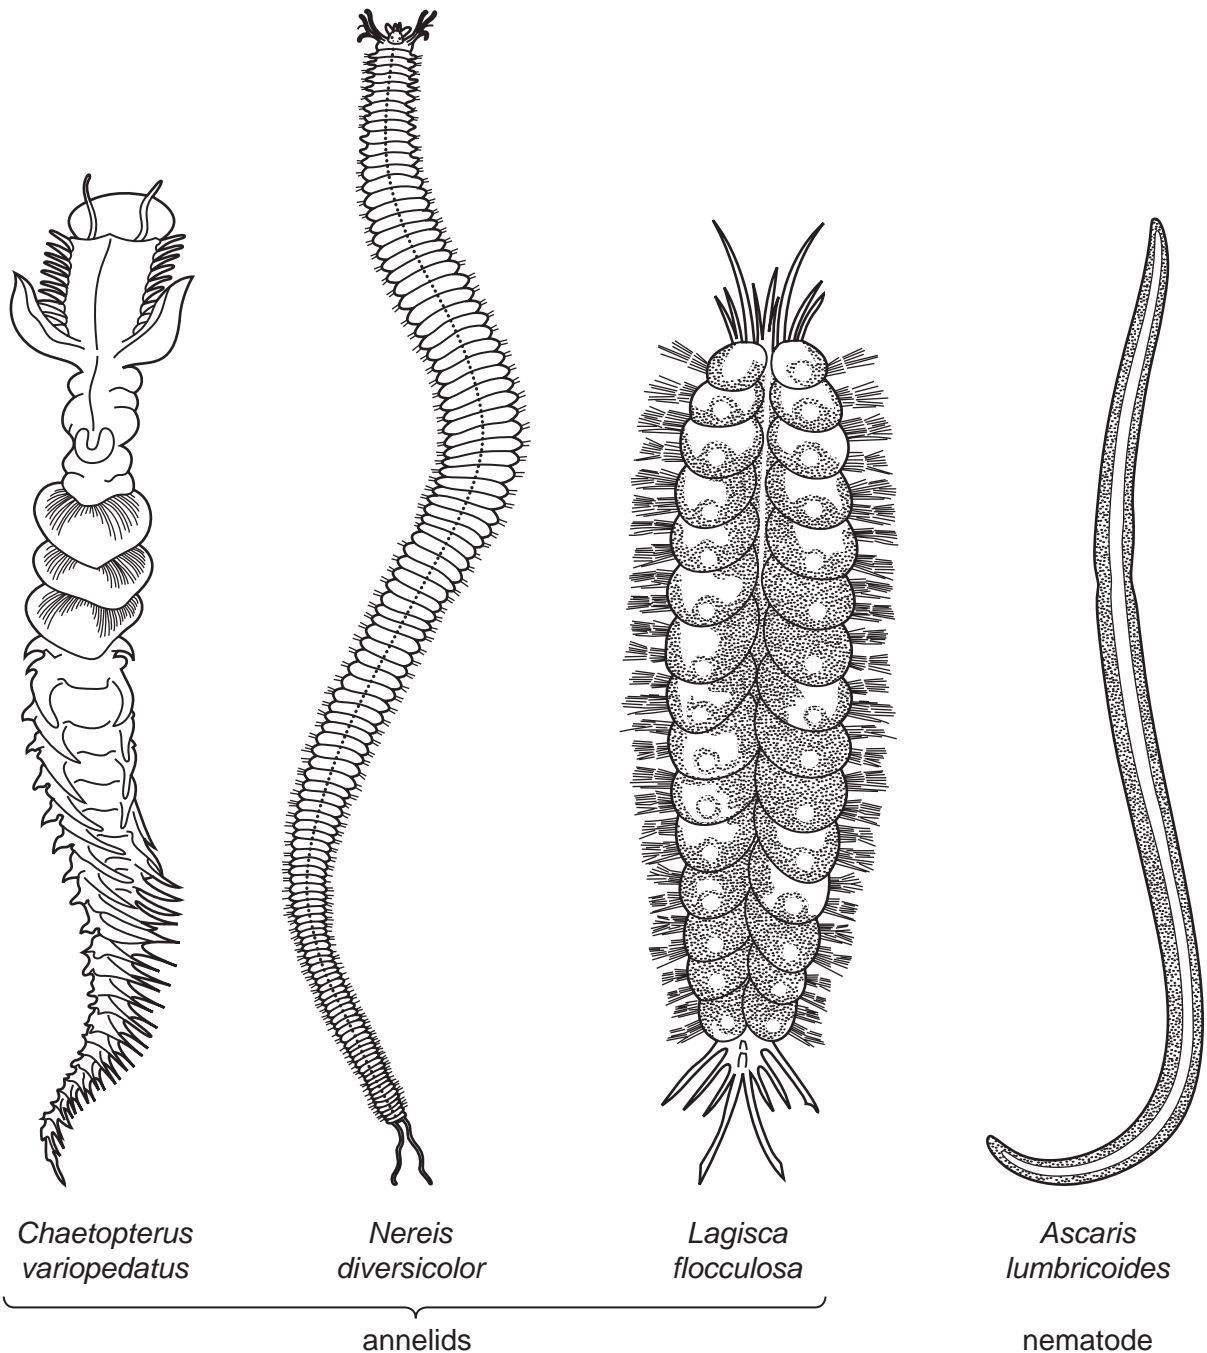 Chaetopterus
variopedatus
Nereis
diversicolor
Lagisca
flocculosa
Ascaris
lumbricoides
annelids
nematode